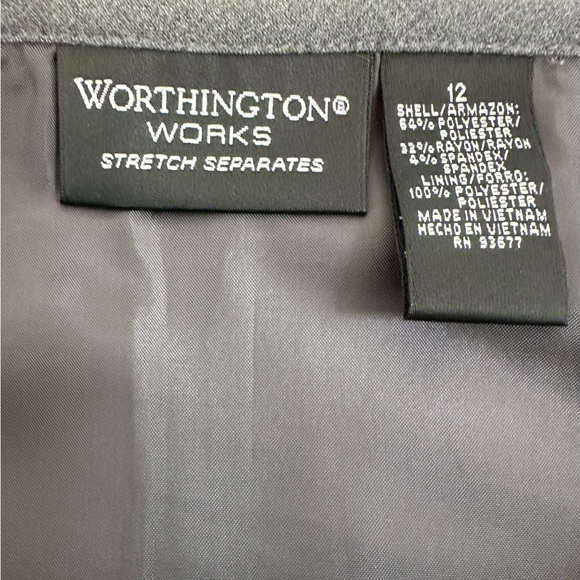 WORTHINGTON®
WORKS
STRETCH SEPARATES
12
SHELL/ARMAZON:
64% POLYESTER/
POLIESTER
32% RAYON/RAYON
4% SPANDEX/
SPANDEX
LINING/FORRO:
100% POLYESTER/
POLIESTER
MADE IN VIETNAM
HECHO EN VIETNAM
RN 93677